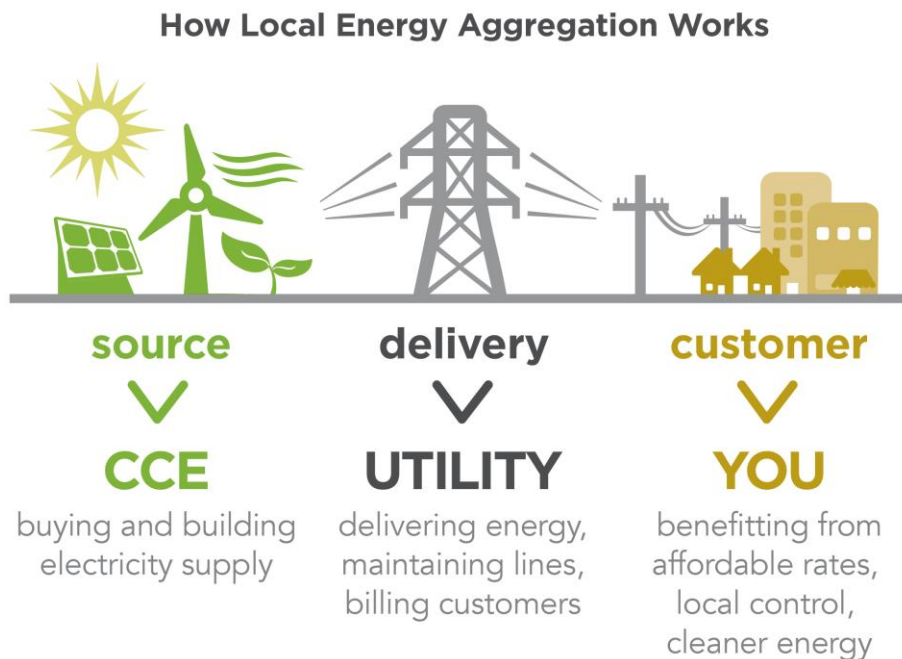 How Local Energy Aggregation Works
source
CCE
buying and building
electricity supply
delivery
UTILITY
delivering energy,
maintaining lines,
billing customers
customer
YOU
benefitting from
affordable rates,
local control,
cleaner energy